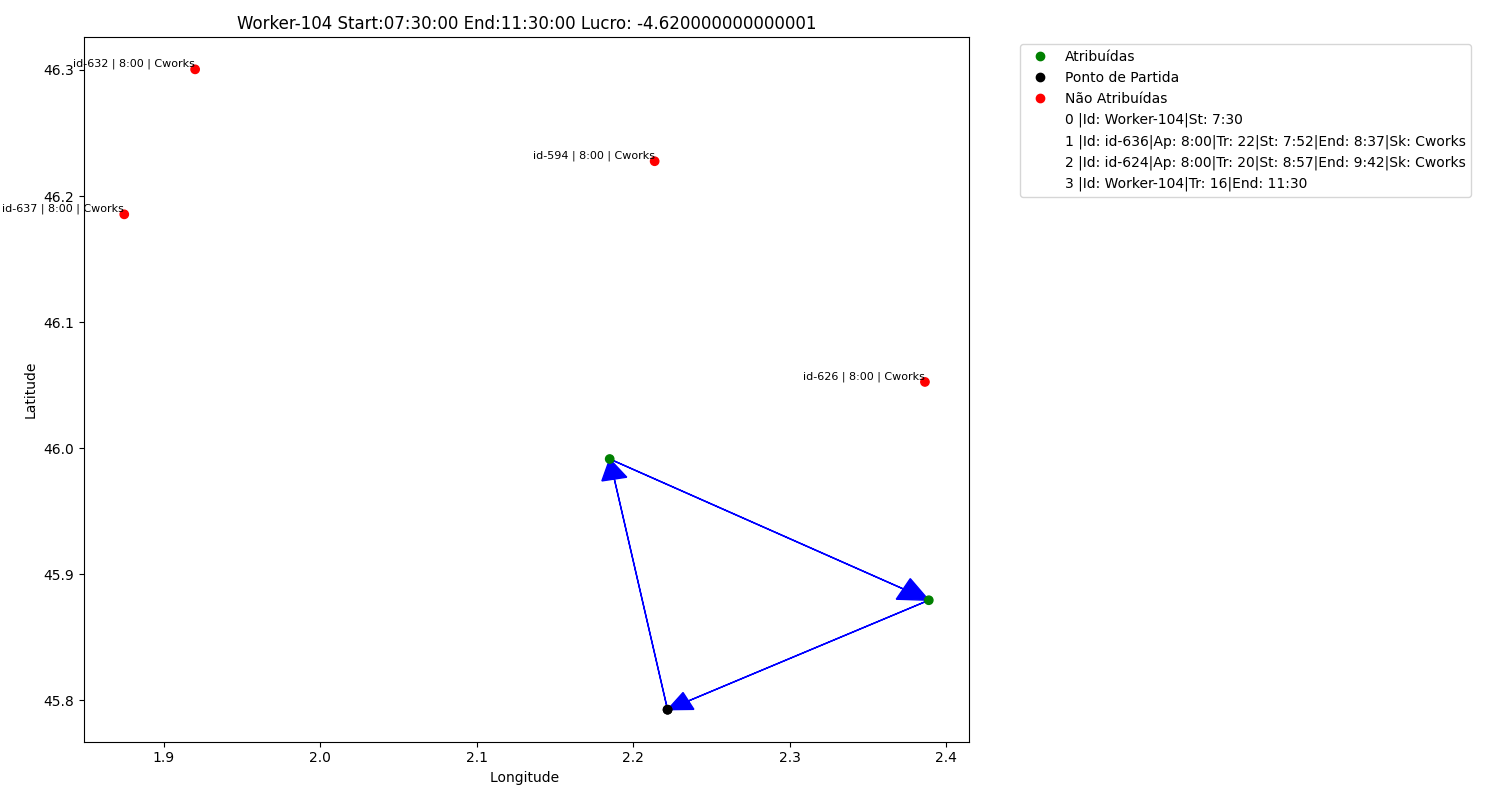 Worker-104 Start:07:30:00 End:11:30:00 Lucro: -4.620000000000001
46.3
46.2
46.1
46.0
45.9
45.8
Latitude
id-632 | 8:00 | Cworks
id-594 | 8:00 | Cworks
id-637 | 8:00 | Cworks
id-626 | 8:00 | Cworks
1.9
2.0
2.1
2.2
2.3
2.4
Longitude
Atribuídas
Ponto de Partida
Não Atribuídas
0 |Id: Worker-104|St: 7:30
1 |Id: id-636|Ap: 8:00|Tr: 22|St: 7:52|End: 8:37|Sk: Cworks
2 |Id: id-624|Ap: 8:00|Tr: 20|St: 8:57|End: 9:42|Sk: Cworks
3 |Id: Worker-104|Tr: 16|End: 11:30